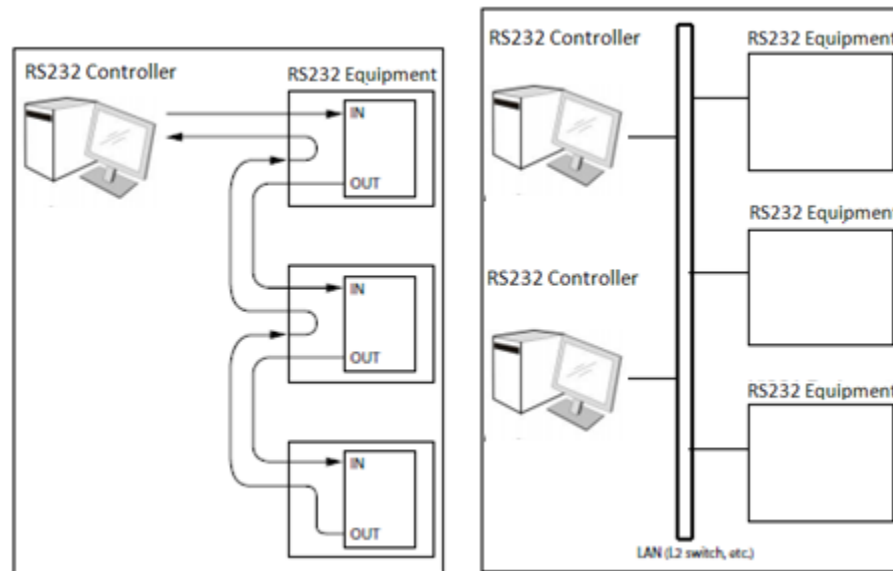 RS232 Controller
RS232 Equipment
IN
OUT
IN
OUT
IN
OUT
RS232 Controller
RS232 Equipment
RS232 Equipment
RS232 Controller
RS232 Equipment
LAN (L2 switch, etc.)